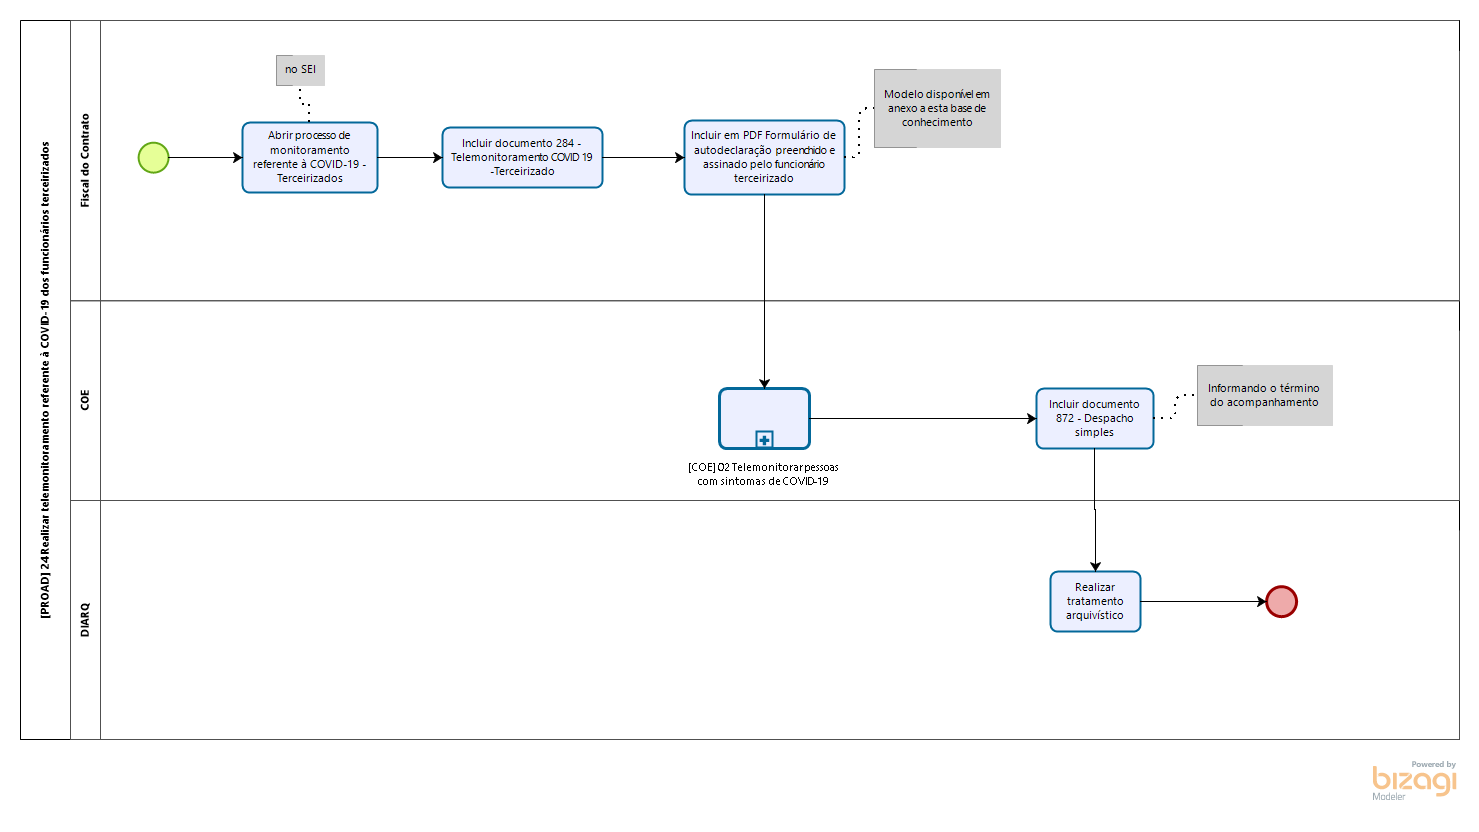 [PROAD] 24 Realizar telemonitoramento referente à COVID-19 dos funcionários terceirizados
Fiscal do Contrato
no SEI
Abrir processo de
monitoramento
referente à COVID-19 -
Terceirizados
Incluir documento 284 -
Telemonitoramento COVID 19
-Terceirizado
Incluir em PDF Formulário de
autodeclaração preenchido e
assinado pelo funcionário
terceirizado
Modelo disponível em
anexo a esta base de
conhecimento
COE
[COE] 02 Telemonitorar pessoas
com sintomas de COVID-19
Incluir documento
872 - Despacho
simples
Informando o término
do acompanhamento
DIARQ
Realizar
tratamento
arquivístico
Powered by
bizagi
Modeler